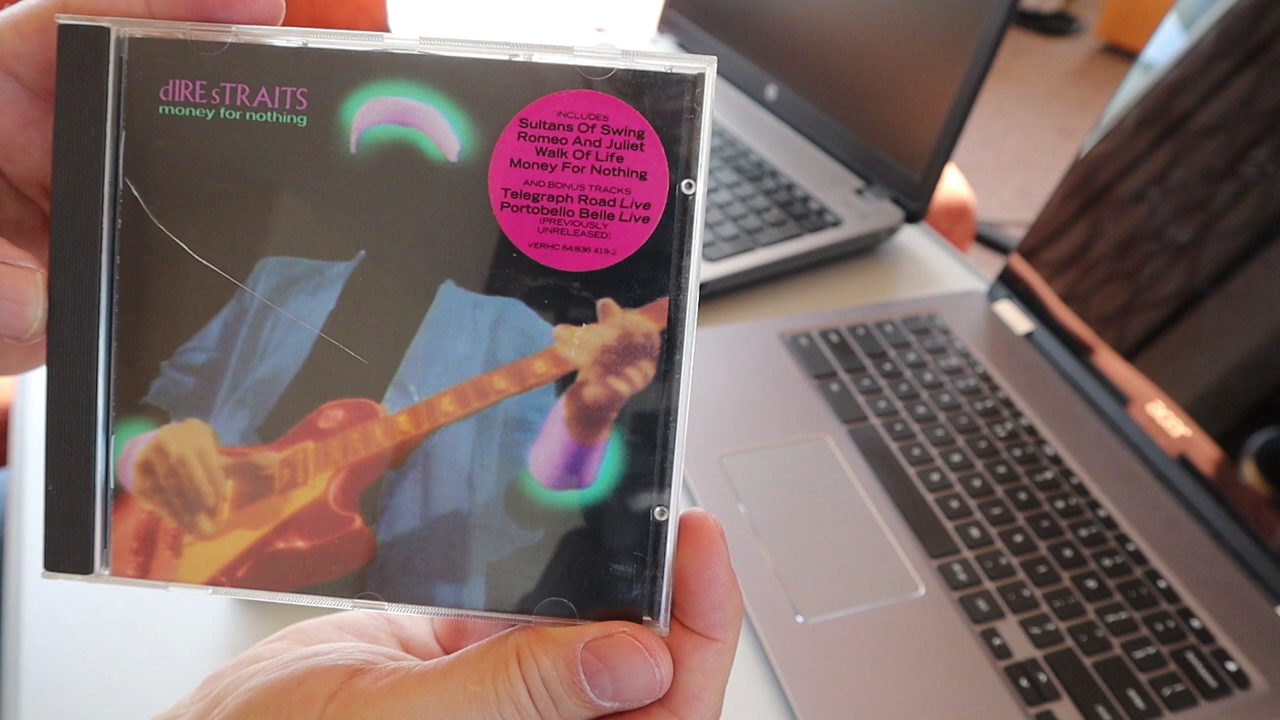 dIRE sTRAITS
money for nothing
INCLUDES
Sultans Of Swing
Romeo And Juliet
Walk Of Life
Money For Nothing
AND BONUS TRACKS
Telegraph Road Live
Portobello Belle Live
(PREVIOUSLY
UNRELEASED)
VERHC 64/836 419-2
acer